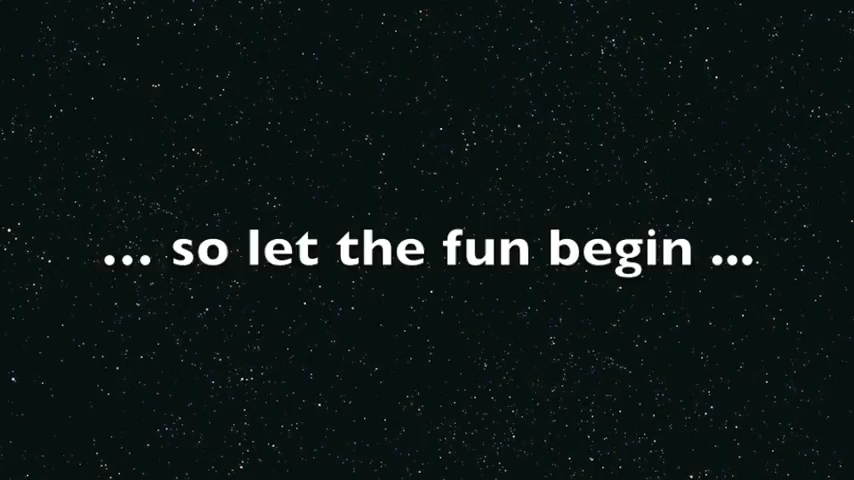 ... so let the fun begin ...